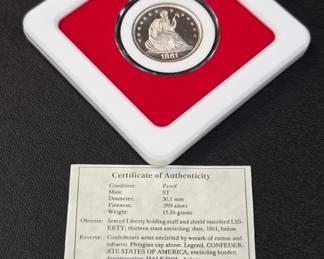 1861
Certificate of Authenticity
Condition: Proof
Mint: ST
Diameter: 30.1 mm
Fineness: .999 silver
Weight: 15.56 grams
Obverse: Seated Liberty holding staff and shield inscribed LIB-
ERTY; thirteen stars encircling; date, 1861, below.
Reverse: Confederate arms encircled by wreath of cotton and
tobacco. Phrygian cap above. Legend, CONFEDER-
ATE STATES OF AMERICA, encircling border;